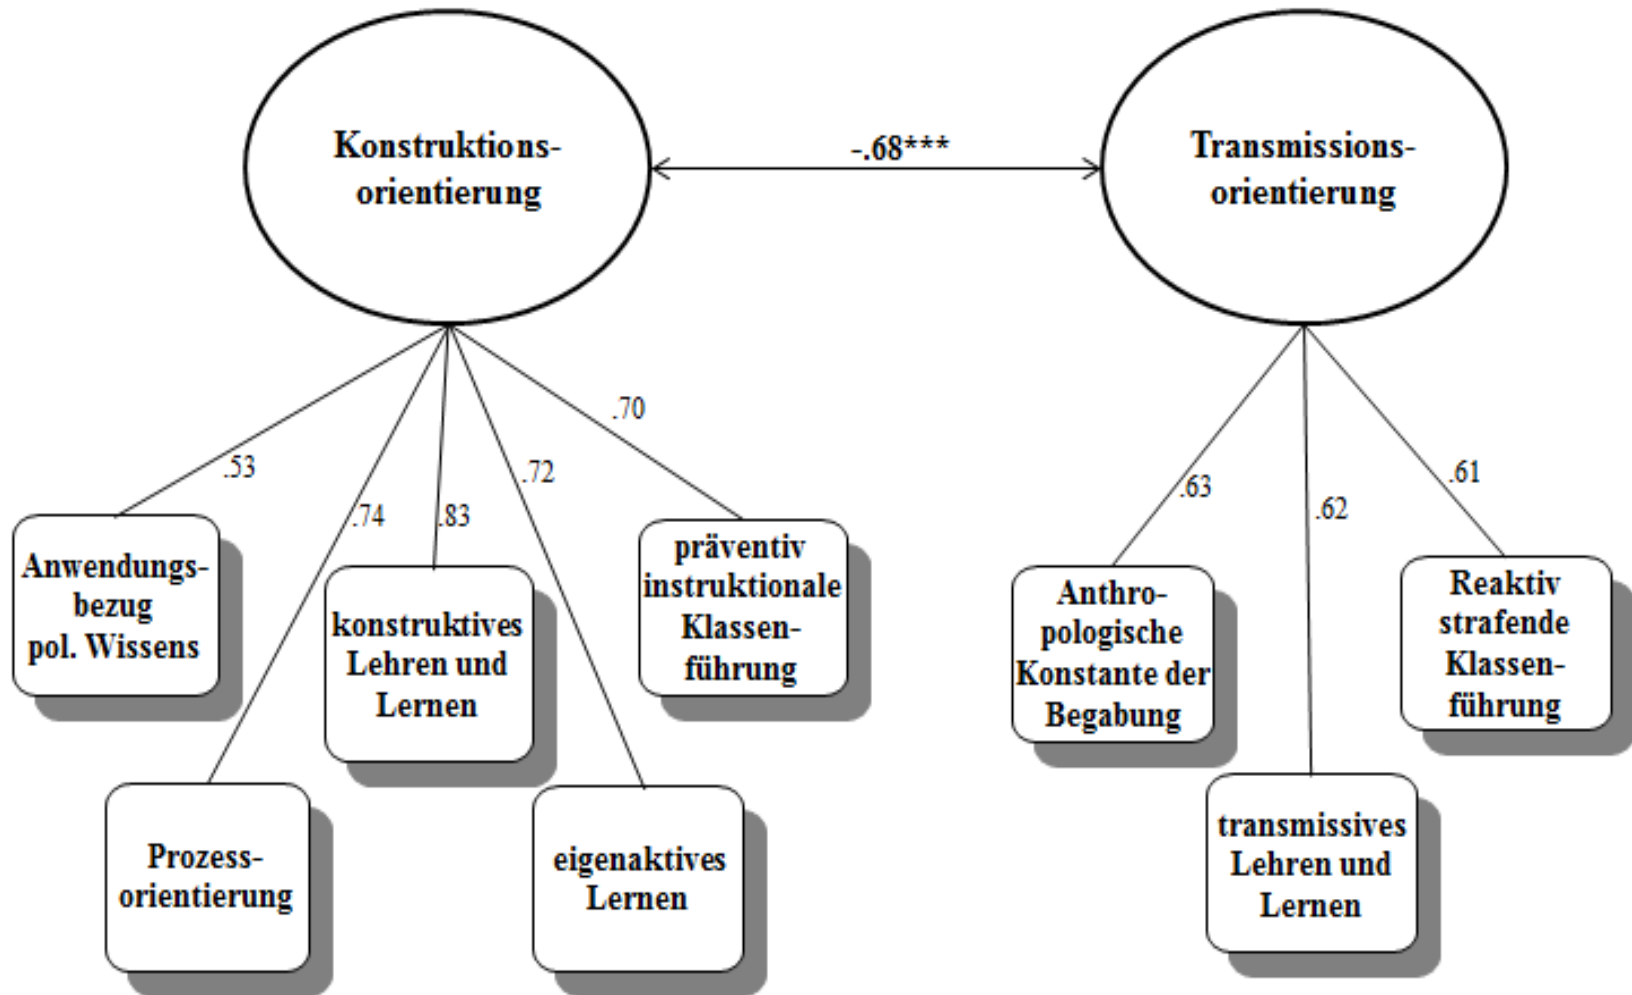 Konstruktions-
orientierung
-.68***
Transmissions-
orientierung
.53
.74
.83
.72
.70
.63
.62
.61
Anwendungs-
bezug
pol. Wissens
Prozess-
orientierung
konstruktives
Lehren und
Lernen
eigenaktives
Lernen
präventiv
instruktionale
Klassen-
führung
Anthro-
pologische
Konstante der
Begabung
transmissives
Lehren und
Lernen
Reaktiv
strafende
Klassen-
führung